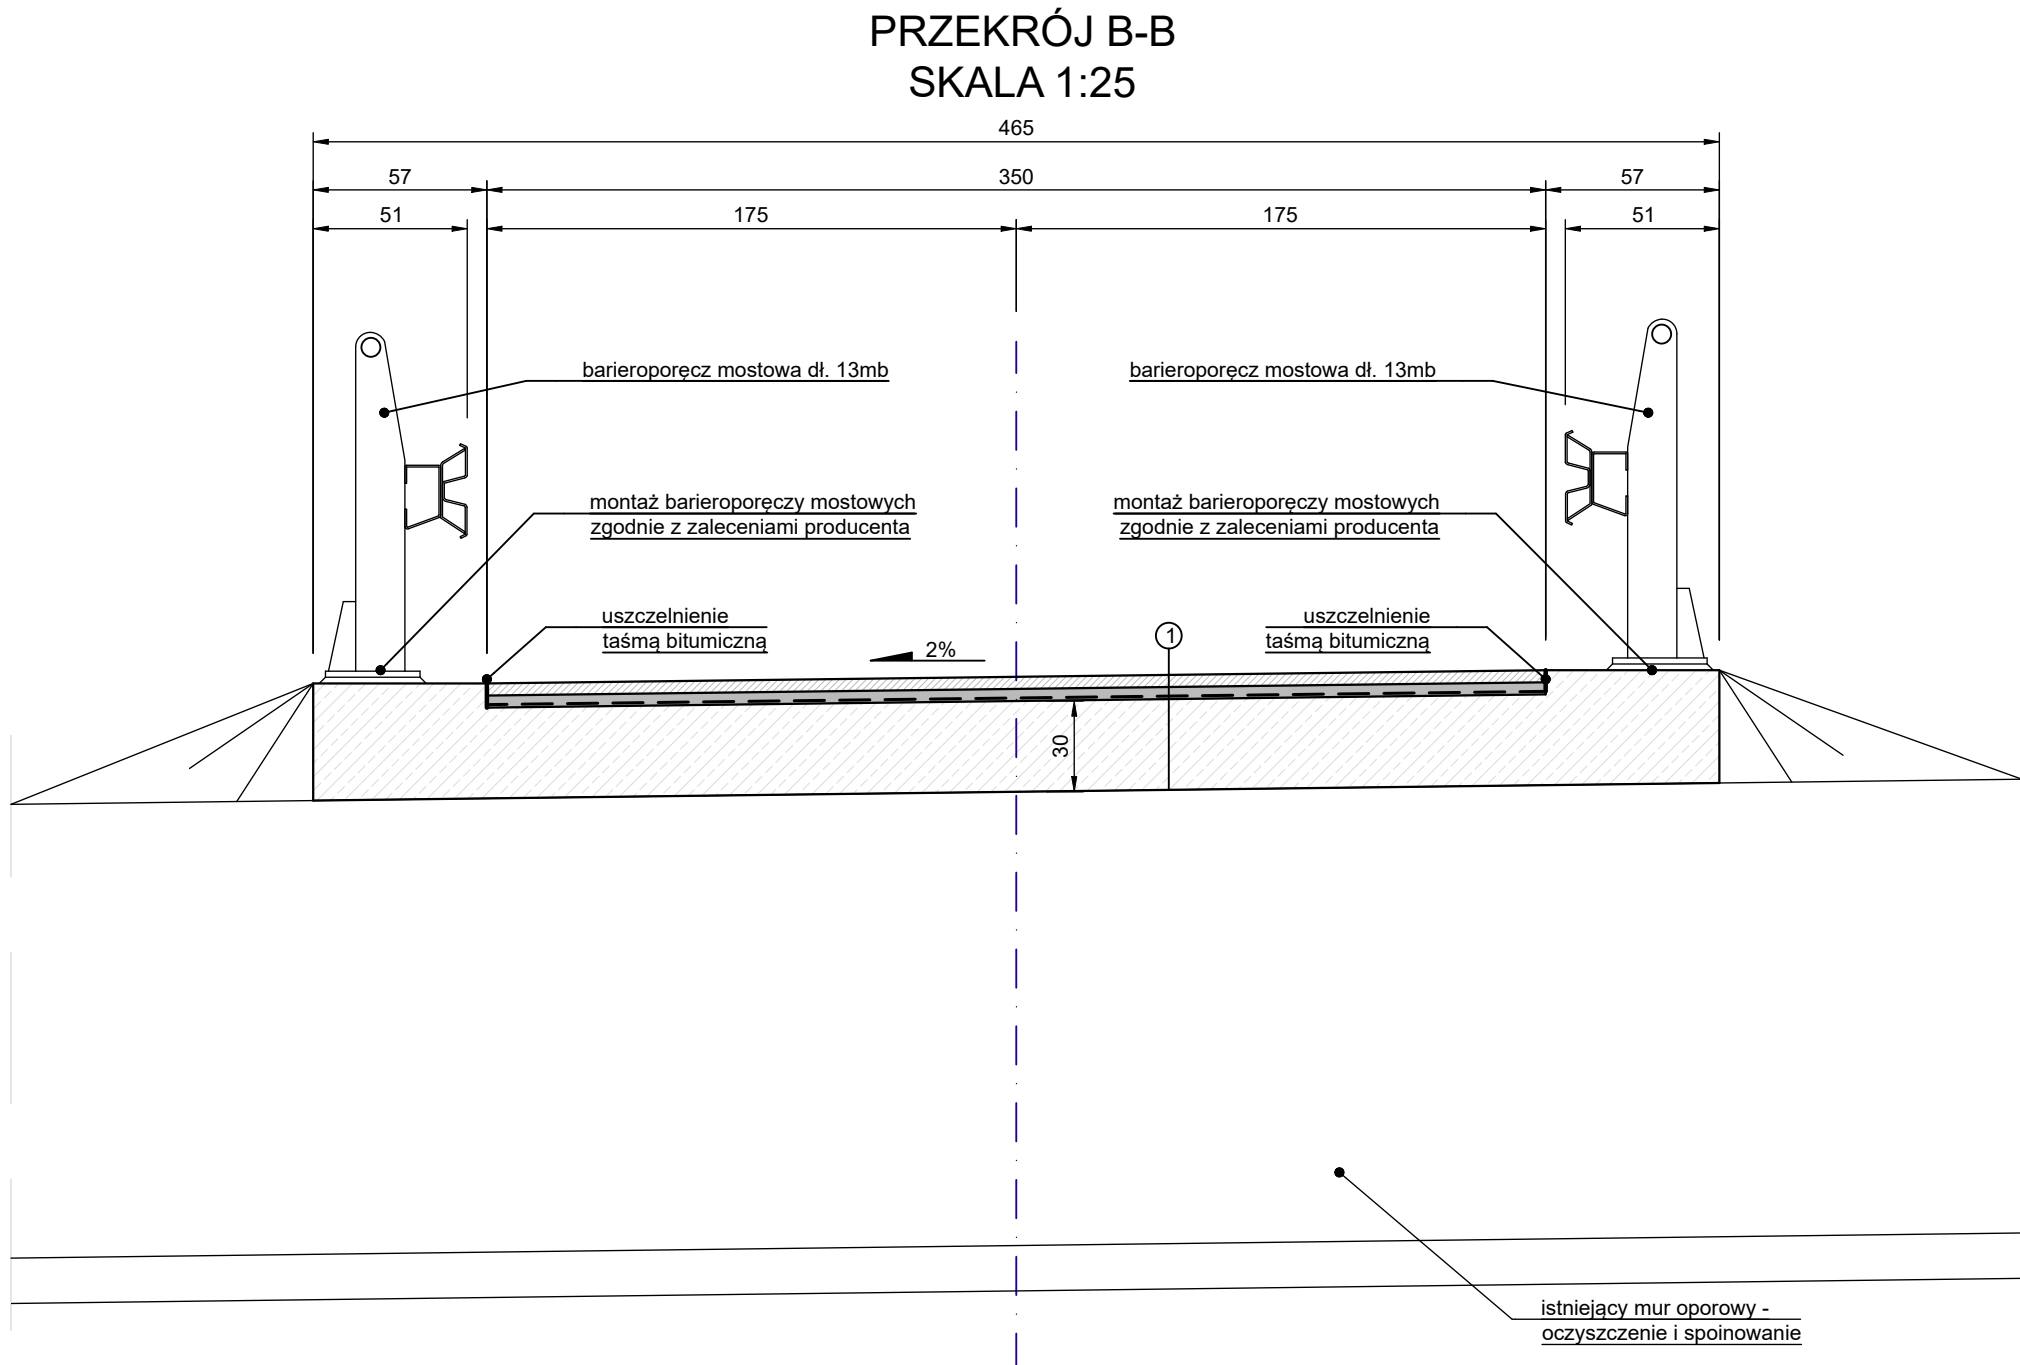 PRZEKRÓJ B-B
SKALA 1:25
465
57
350
57
51
175
175
51
barieroporęcz mostowa dł. 13mb
barieroporęcz mostowa dł. 13mb
montaż barieroporęczy mostowych
zgodnie z zaleceniami producenta
montaż barieroporęczy mostowych
zgodnie z zaleceniami producenta
uszczelnienie
taśmą bitumiczną
2%
1
uszczelnienie
taśmą bitumiczną
30
istniejący mur oporowy -
oczyszczenie i spoinowanie